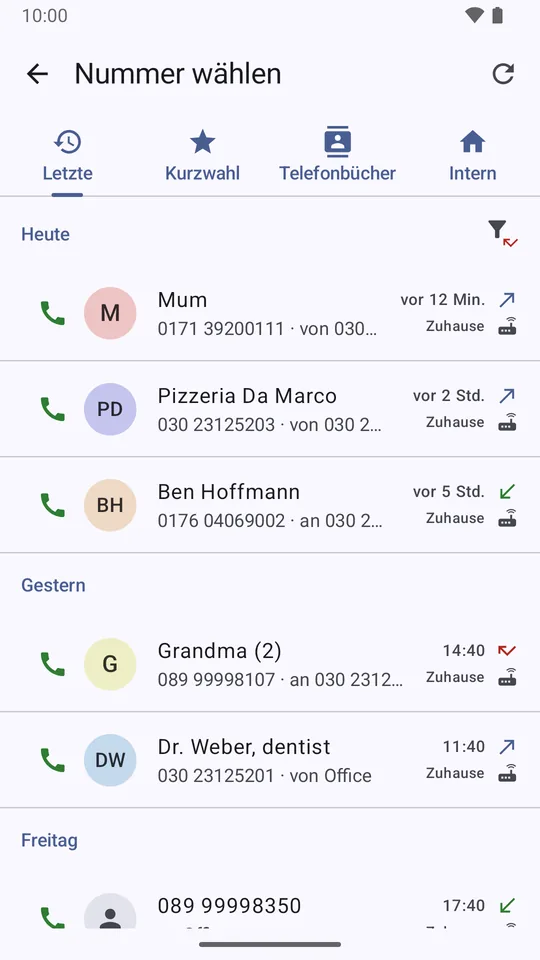 10:00
Nummer wählen
Letzte
Kurzwahl
Telefonbücher
Intern
Heute
M
Mum
vor 12 Min.
0171 39200111 · von 030…
Zuhause
PD
Pizzeria Da Marco
vor 2 Std.
030 23125203 · von 030 2…
Zuhause
BH
Ben Hoffmann
vor 5 Std.
0176 04069002 · an 030 2…
Zuhause
Gestern
G
Grandma (2)
14:40
089 99998107 · an 030 2312…
Zuhause
DW
Dr. Weber, dentist
11:40
030 23125201 · von Office
Zuhause
Freitag
089 99998350
17:40